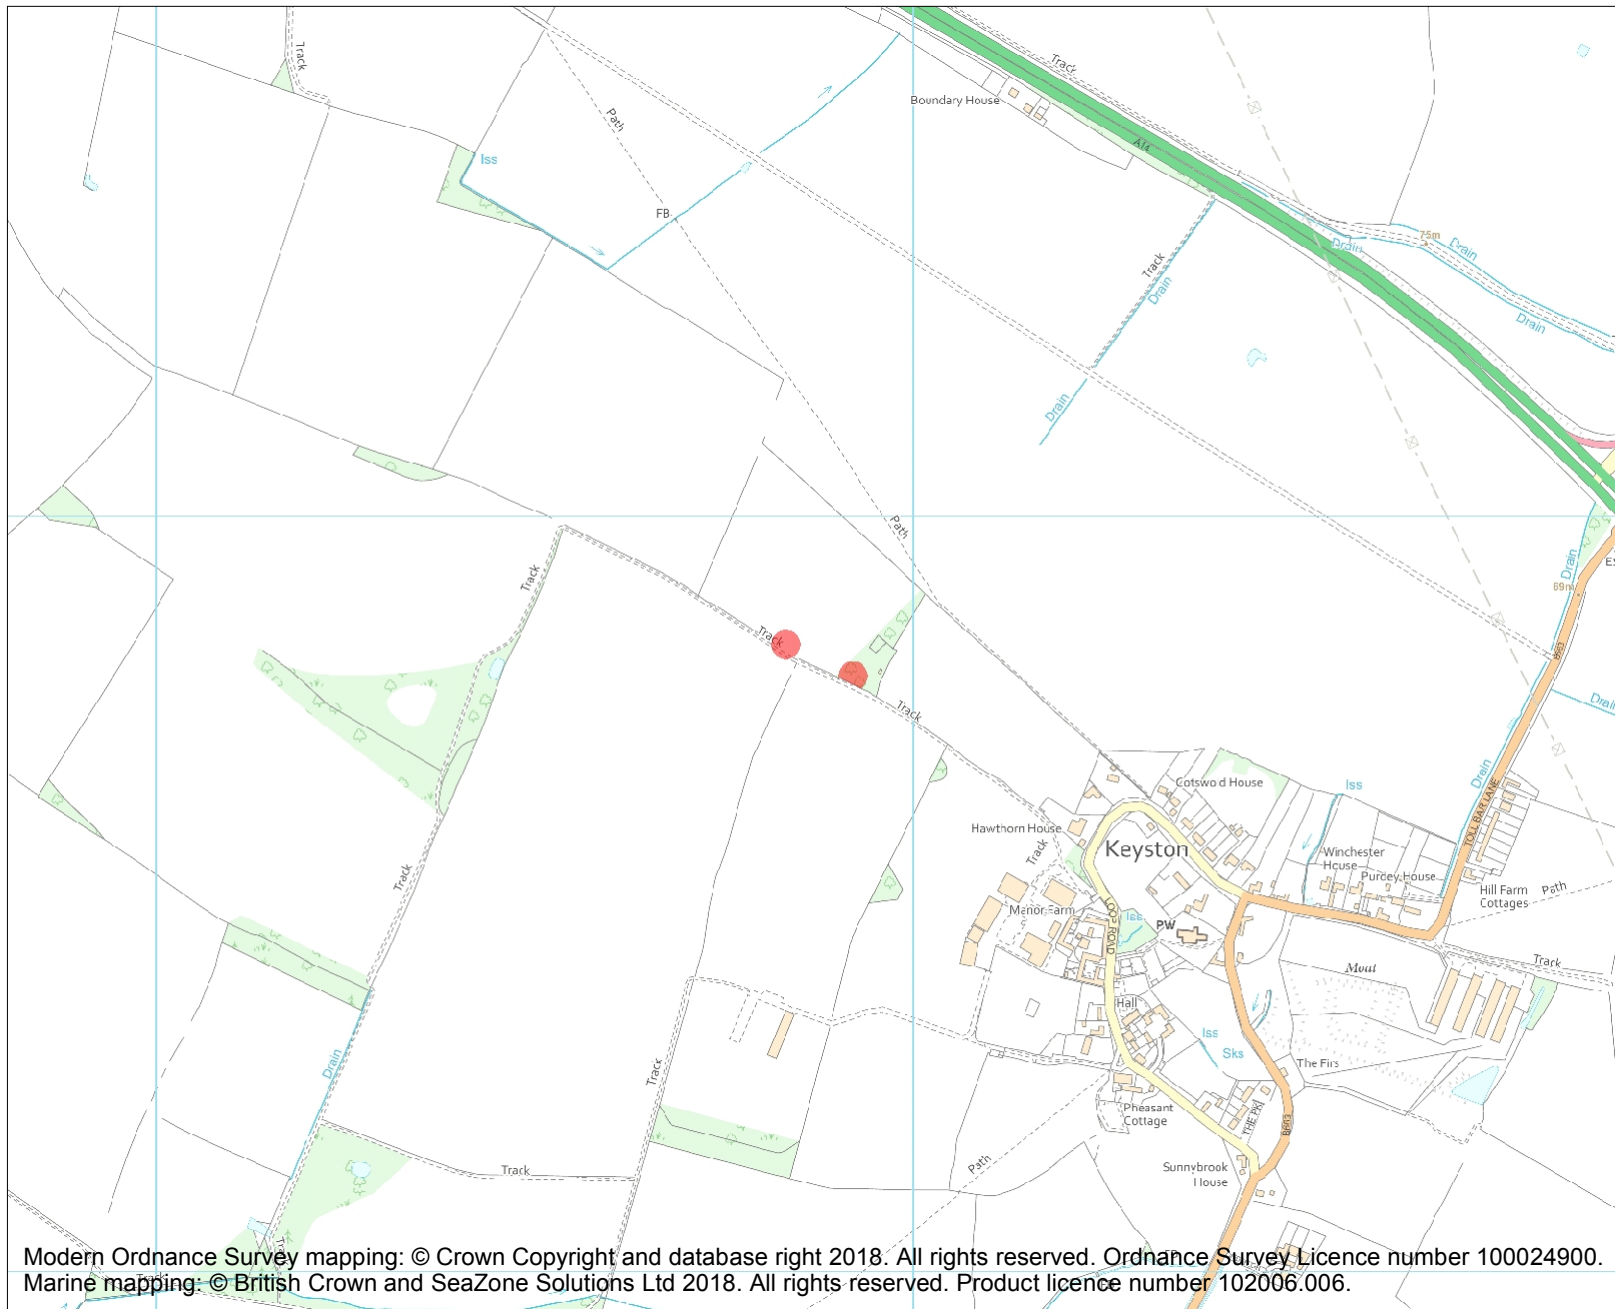 Track
Track
Boundary House
Path
A14
Iss
FB
75m
Drain
Drain
Track
Drain
Drain
Drain
Path
Track
Drain
69m
Track
B663
Drain
Track
Drain
Cotswold House
Iss
TOLL BAR LANE
Hawthorn House
Keyston
Track
Winchester
House
Purcey House
Track
Hill Farm
Cottages
Path
Manor Farm
LOOP ROAD
Iss
PW
Moat
Track
Hall
Iss
Sks
Drain
Track
The Firs
Pheasant
Cottage
B663
Path
Track
Sunnybrook
House
Track
Track
Modern Ordnance Survey mapping: © Crown Copyright and database right 2018. All rights reserved. Ordnance Survey Licence number 100024900.
Marine mapping: © British Crown and SeaZone Solutions Ltd 2018. All rights reserved. Product licence number 102006.006.